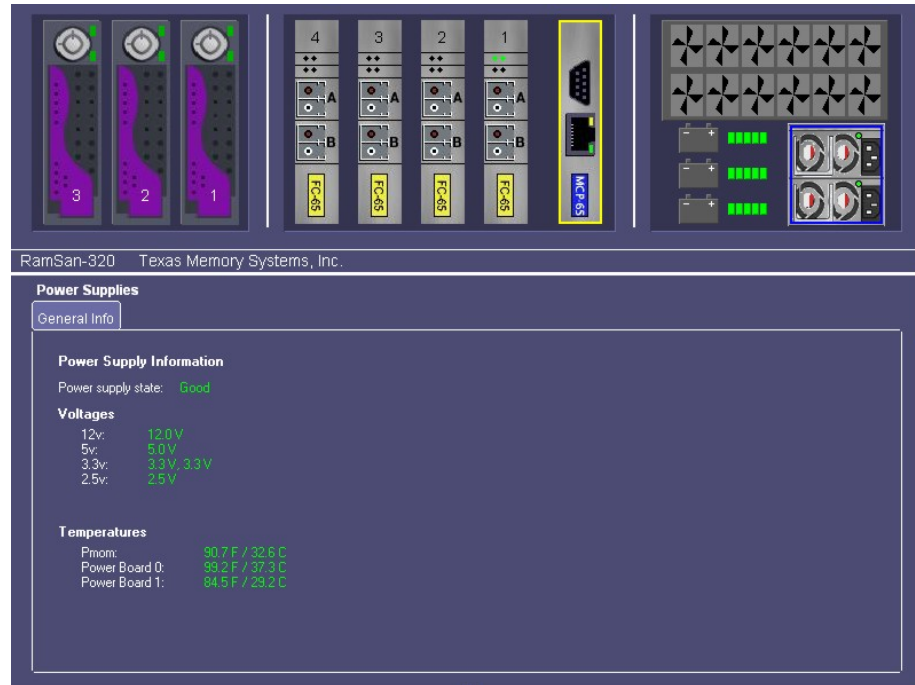 4 3 2 1
A A A A
B B B B
3 2 1
FC-65 FC-65 FC-65 FC-65 MCP-65
- +
- +
- +
RamSan-320 Texas Memory Systems, Inc.
Power Supplies
General Info
Power Supply Information
Power supply state: Good
Voltages
12v: 12.0 V
5v: 5.0 V
3.3v: 3.3 V, 3.3 V
2.5v: 2.5 V
Temperatures
Pmom: 90.7 F / 32.6 C
Power Board 0: 99.2 F / 37.3 C
Power Board 1: 84.5 F / 29.2 C